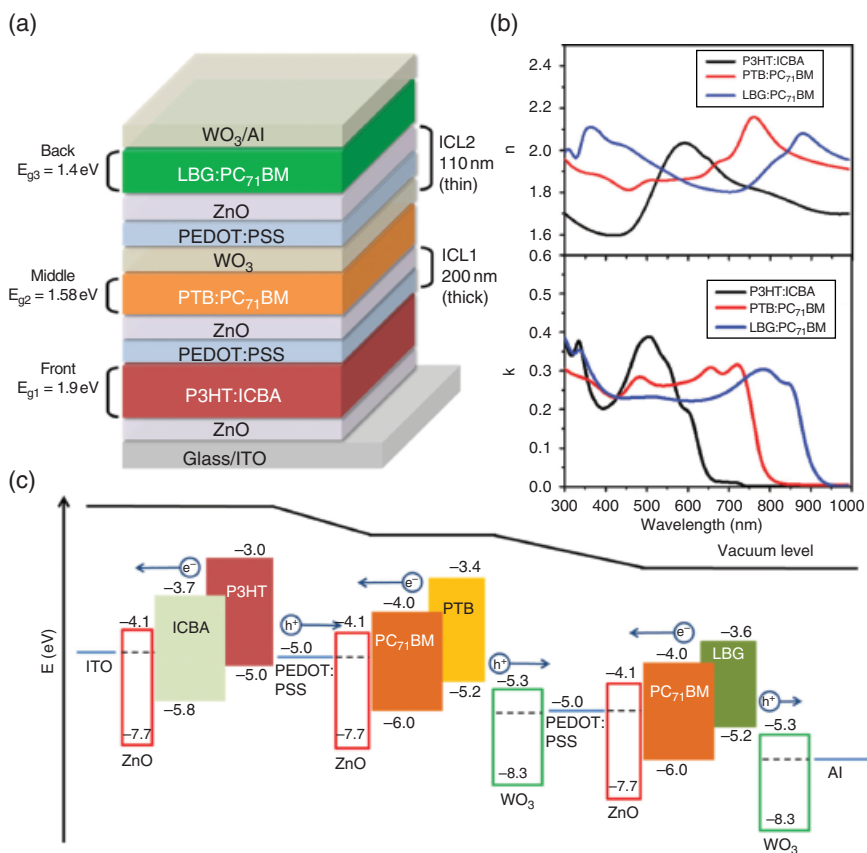 (a)
WO3/Al
Back
Eg3 = 1.4 eV
LBG:PC71BM
ICL2
110 nm
(thin)
ZnO
PEDOT:PSS
WO3
Middle
Eg2 = 1.58 eV
PTB:PC71BM
ICL1
200 nm
(thick)
ZnO
PEDOT:PSS
Front
Eg1 = 1.9 eV
P3HT:ICBA
ZnO
Glass/ITO
(b)
P3HT:ICBA
PTB:PC71BM
LBG:PC71BM
n
2.4
2.2
2.0
1.8
1.6
0.6
P3HT:ICBA
PTB:PC71BM
LBG:PC71BM
k
0.5
0.4
0.3
0.2
0.1
0.0
300 400 500 600 700 800 900 1000
Wavelength (nm)
(c)
Vacuum level
E (eV)
ITO
–4.1
–7.7
ZnO
e–
–3.7
ICBA
–5.8
–3.0
P3HT
–5.0
h+
–5.0
PEDOT:
PSS
–4.1
–7.7
ZnO
e–
–4.0
PC71BM
–6.0
–3.4
PTB
–5.2
h+
–5.3
–8.3
WO3
–5.0
PEDOT:
PSS
–4.1
–7.7
ZnO
e–
–4.0
PC71BM
–6.0
–3.6
LBG
–5.2
h+
–5.3
–8.3
WO3
Al